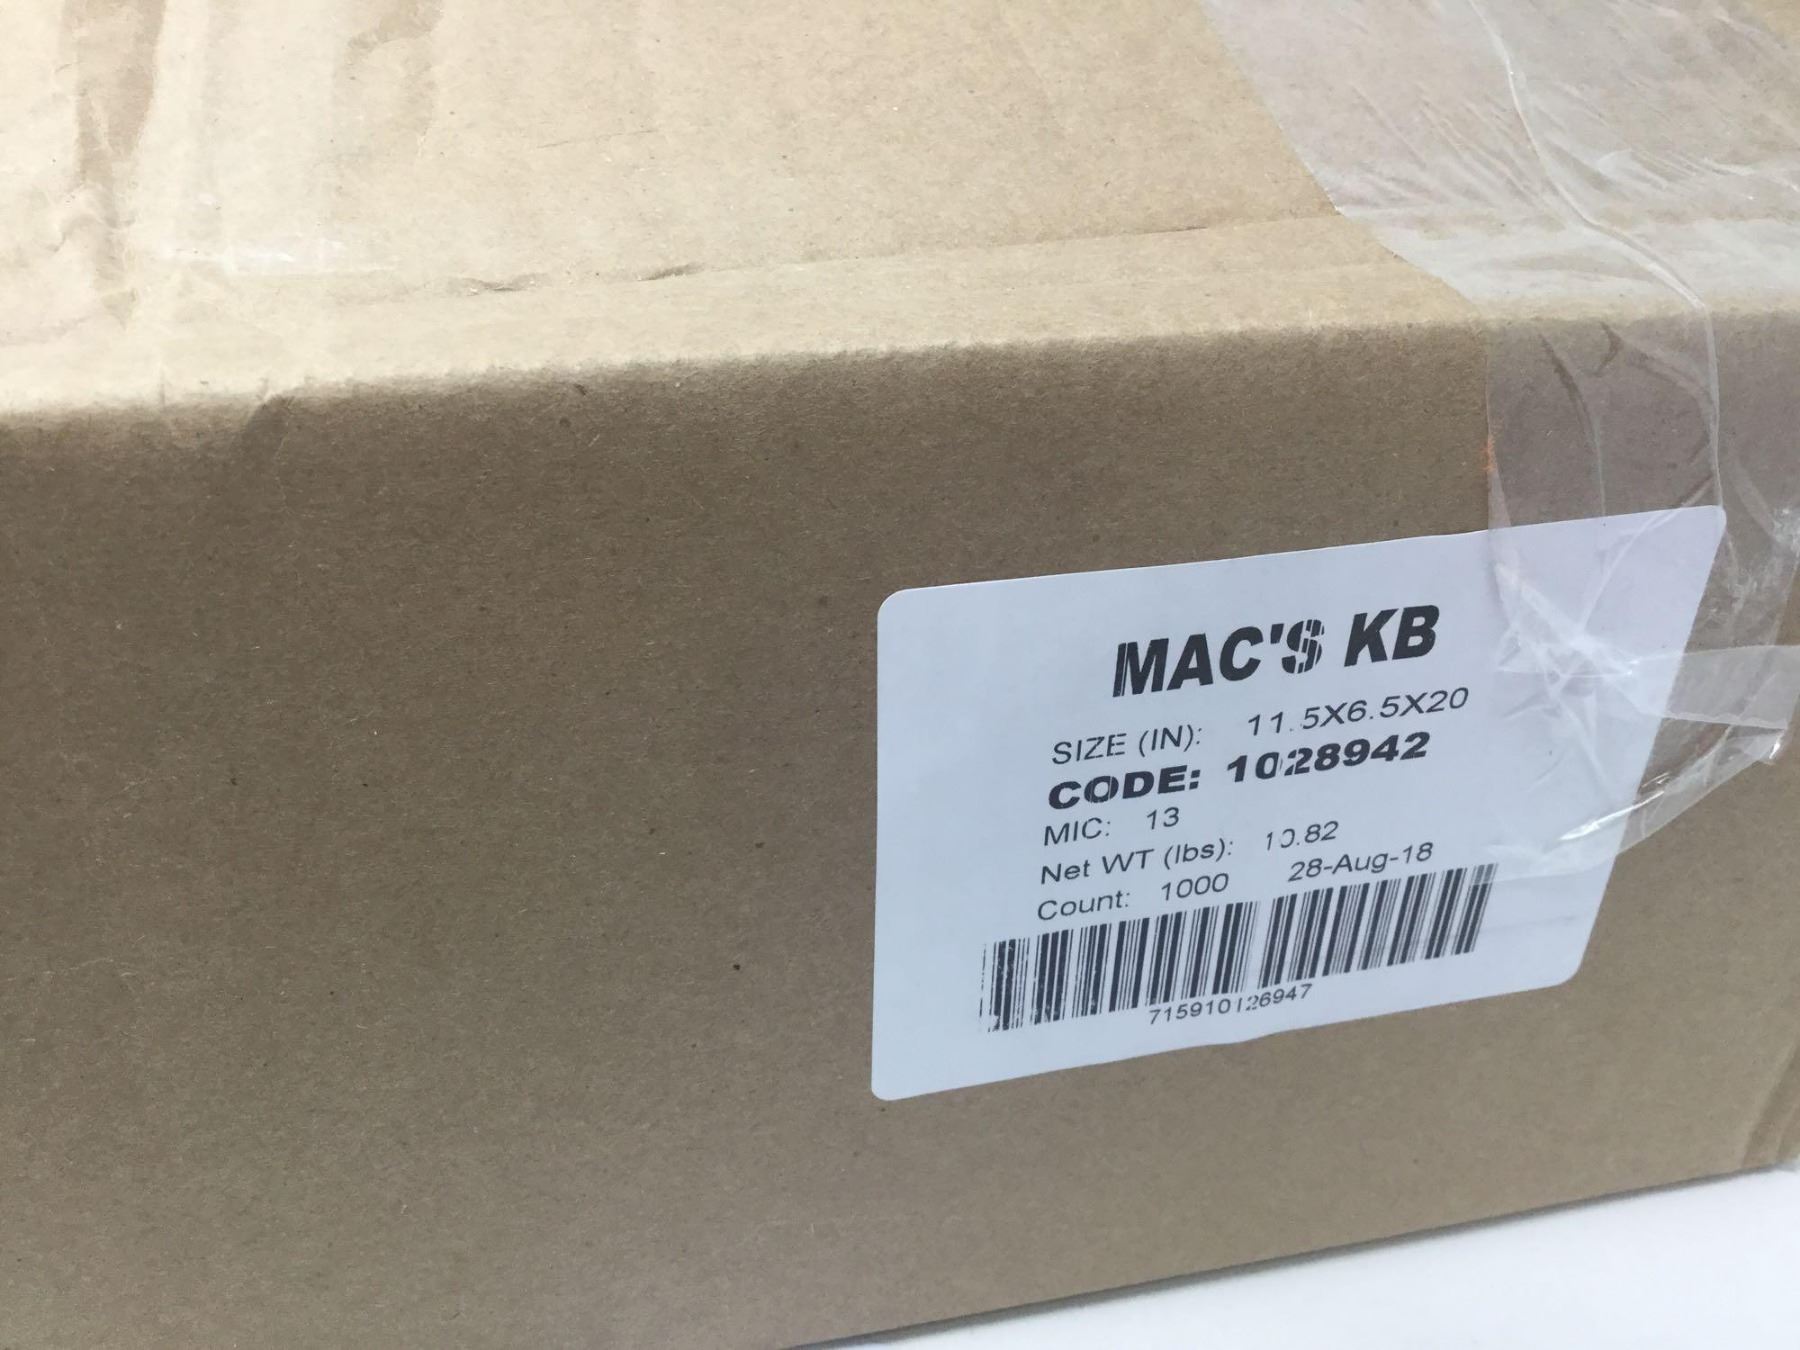 MAC'S KB
SIZE (IN): 11.5X6.5X20
CODE: 1028942
MIC: 13
Net WT (lbs): 10.82
Count: 1000 28-Aug-18
715910126947